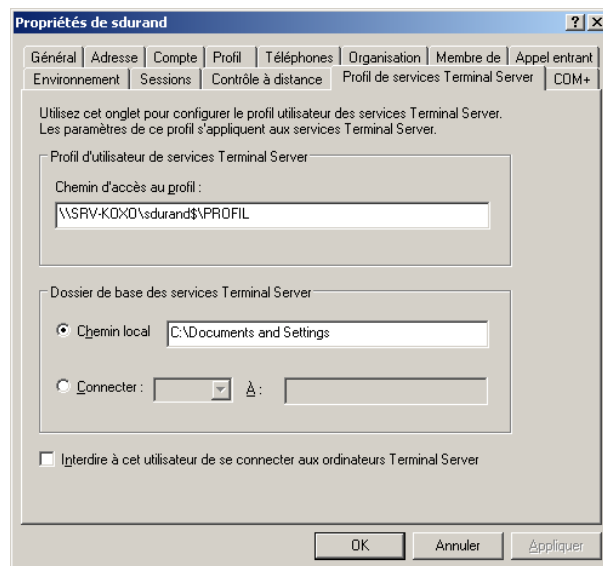 Propriétés de sdurand
Général Adresse Compte Profil Téléphones Organisation Membre de Appel entrant
Environnement Sessions Contrôle à distance Profil de services Terminal Server COM+
Utilisez cet onglet pour configurer le profil utilisateur des services Terminal Server.
Les paramètres de ce profil s'appliquent aux services Terminal Server.
Profil d'utilisateur de services Terminal Server
Chemin d'accès au profil :
\\SRV-KOXO\sdurand$\PROFIL
Dossier de base des services Terminal Server
Chemin local C:\Documents and Settings
Connecter : À :
Interdire à cet utilisateur de se connecter aux ordinateurs Terminal Server
OK Annuler Appliquer